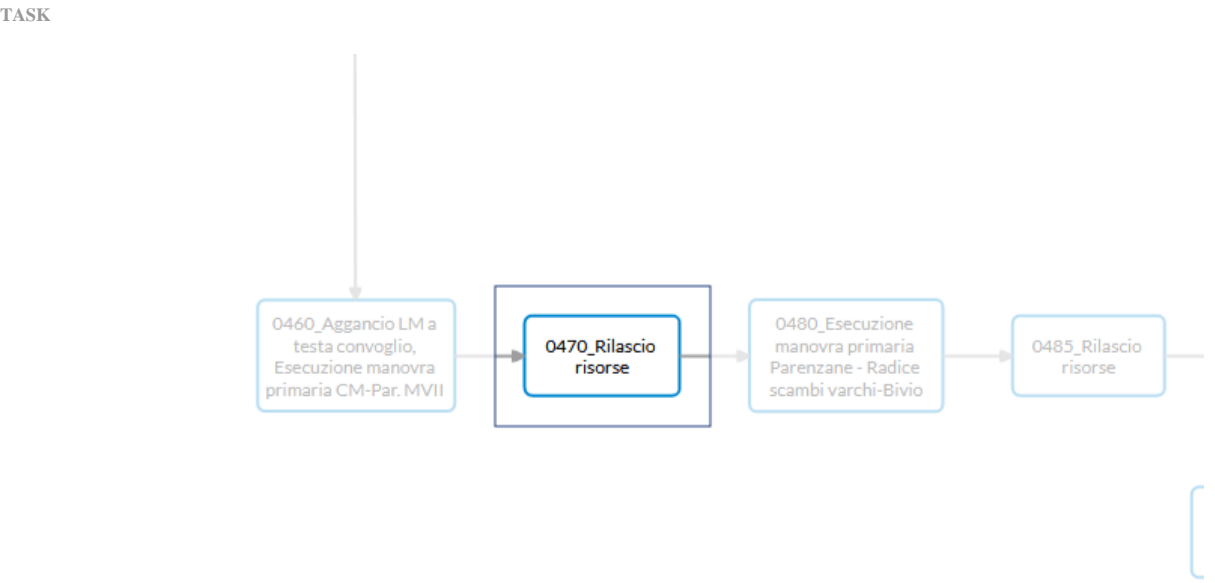 TASK
0460_Aggancio LM a
testa convoglio,
Esecuzione manovra
primaria CM-Par. MVII
0470_Rilascio
risorse
0480_Esecuzione
manovra primaria
Parenzane - Radice
scambi varchi-Bivio
0485_Rilascio
risorse